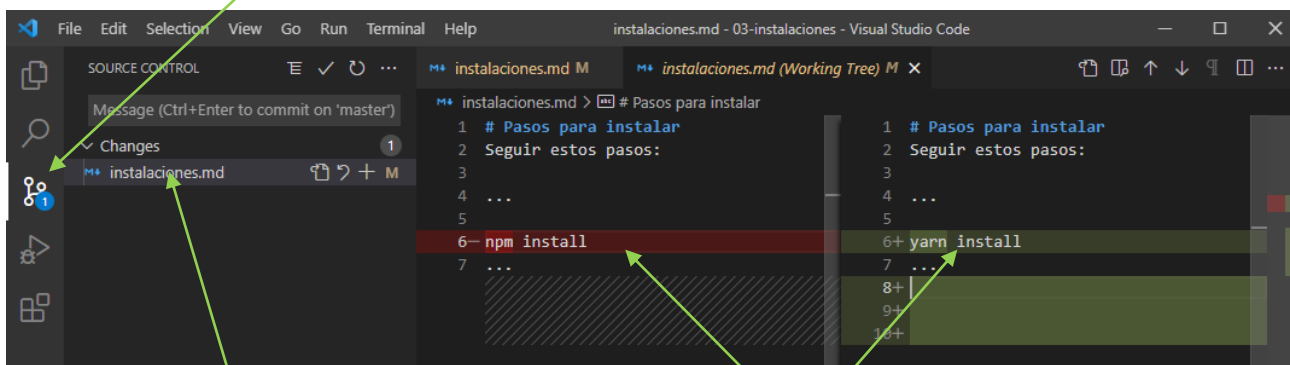 File Edit Selection View Go Run Terminal Help instalaciones.md - 03-instalaciones - Visual Studio Code
SOURCE CONTROL
instalaciones.md M
instalaciones.md (Working Tree) M
Message (Ctrl+Enter to commit on 'master')
instalaciones.md > # Pasos para instalar
Changes 1
instalaciones.md M
1
1 # Pasos para instalar
2 Seguir estos pasos:
3
4 ...
5
6− npm install
7 ...
1 # Pasos para instalar
2 Seguir estos pasos:
3
4 ...
5
6+ yarn install
7 ...
8+
9+
10+